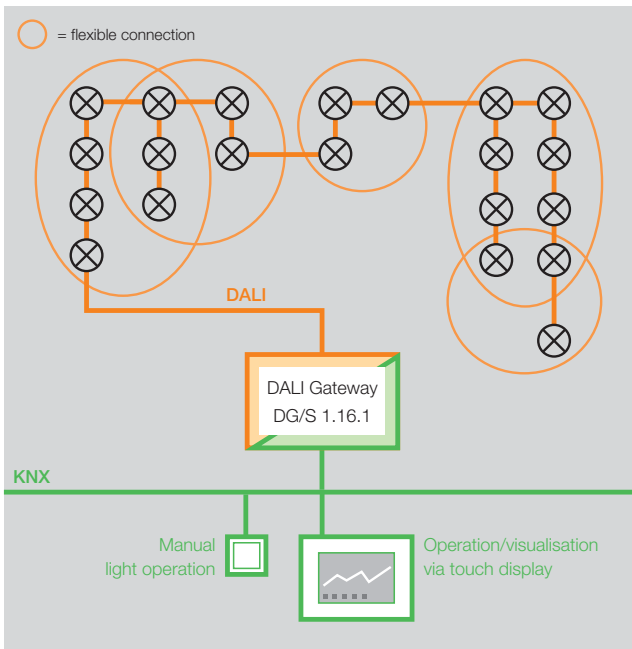 = flexible connection
DALI
DALI Gateway
DG/S 1.16.1
KNX
Manual
light operation
Operation/visualisation
via touch display